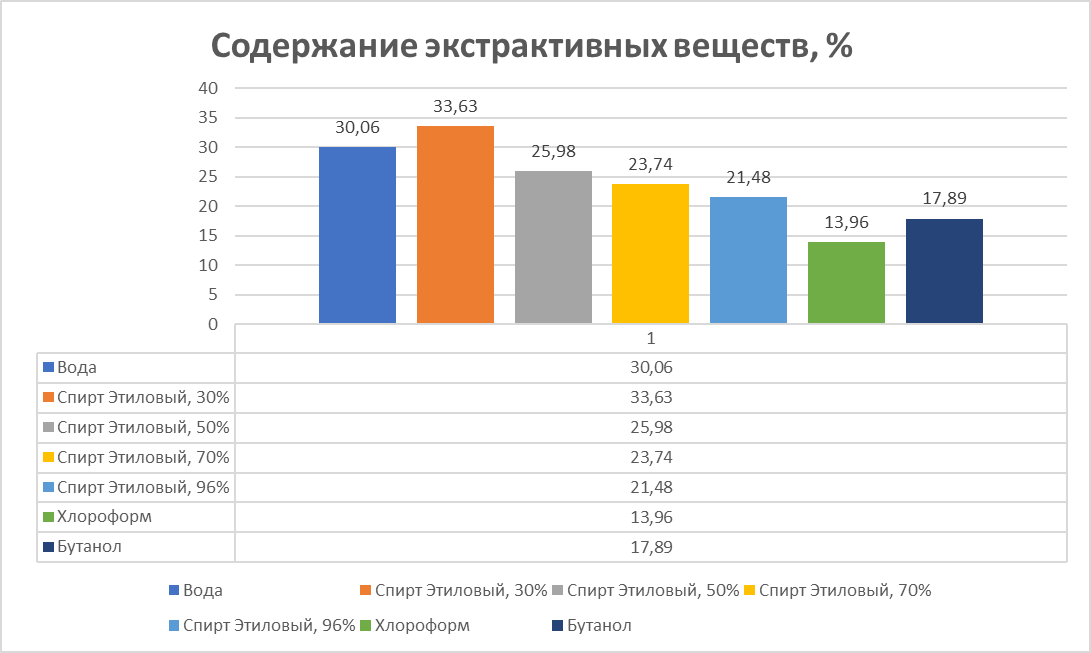 Содержание экстрактивных веществ, %
40
35
30
25
20
15
10
5
0
30,06
33,63
25,98
23,74
21,48
13,96
17,89
1
Вода 30,06
Спирт Этиловый, 30% 33,63
Спирт Этиловый, 50% 25,98
Спирт Этиловый, 70% 23,74
Спирт Этиловый, 96% 21,48
Хлороформ 13,96
Бутанол 17,89
Вода Спирт Этиловый, 30% Спирт Этиловый, 50% Спирт Этиловый, 70%
Спирт Этиловый, 96% Хлороформ Бутанол